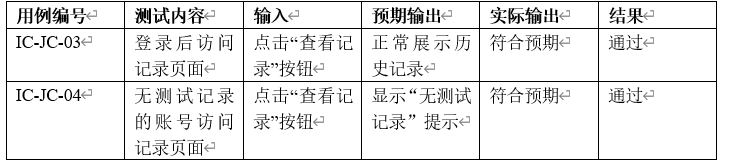 用例编号 测试内容 输入 预期输出 实际输出 结果
IC-JC-03 登录后访问 点击“查看记 正常展示历 符合预期 通过
记录页面 录”按钮 史记录
IC-JC-04 无测试记录 点击“查看记 显示“无测试 符合预期 通过
的账号访问 录”按钮 记录”提示
记录页面